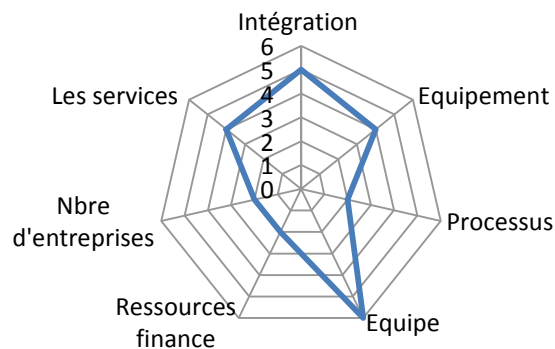 Intégration
6
5
4
3
2
1
0
Equipement
Processus
Equipe
Ressources
finance
Nbre
d'entreprises
Les services